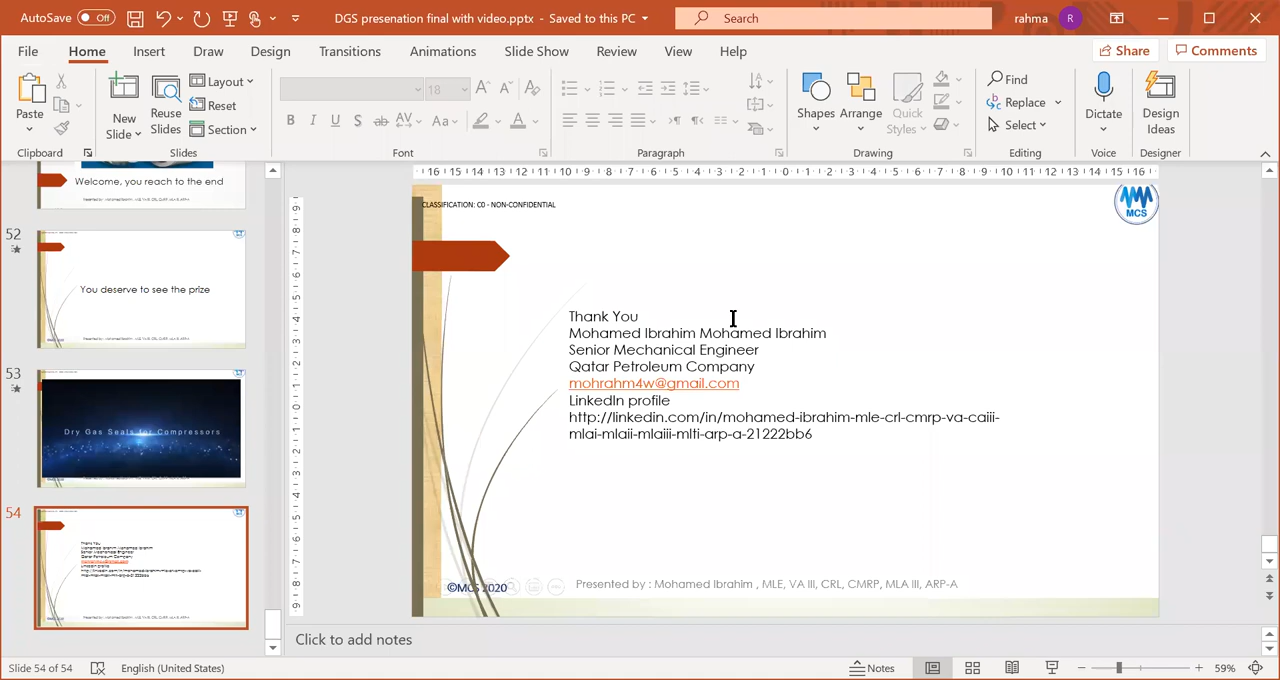 AutoSave Off DGS presenation final with video.pptx - Saved to this PC Search rahma R
File Home Insert Draw Design Transitions Animations Slide Show Review View Help Share Comments
Paste New Slide Reuse Slides Layout Reset Section 18 Shapes Arrange Quick Styles Find Replace Select Dictate Design Ideas
Clipboard Slides Font Paragraph Drawing Editing Voice Designer
Welcome, you reach to the end
52
You deserve to see the prize
53
Dry Gas Seals for Compressors
54
CLASSIFICATION: C0 - NON-CONFIDENTIAL
MCS
Thank You
Mohamed Ibrahim Mohamed Ibrahim
Senior Mechanical Engineer
Qatar Petroleum Company
mohrahm4w@gmail.com
LinkedIn profile
http://linkedin.com/in/mohamed-ibrahim-mle-crl-cmrp-va-caiii-
mlai-mlaii-mlaiii-mlti-arp-a-21222bb6
©MCS 2020 Presented by : Mohamed Ibrahim , MLE, VA III, CRL, CMRP, MLA III, ARP-A
Click to add notes
Slide 54 of 54 English (United States) Notes 59%